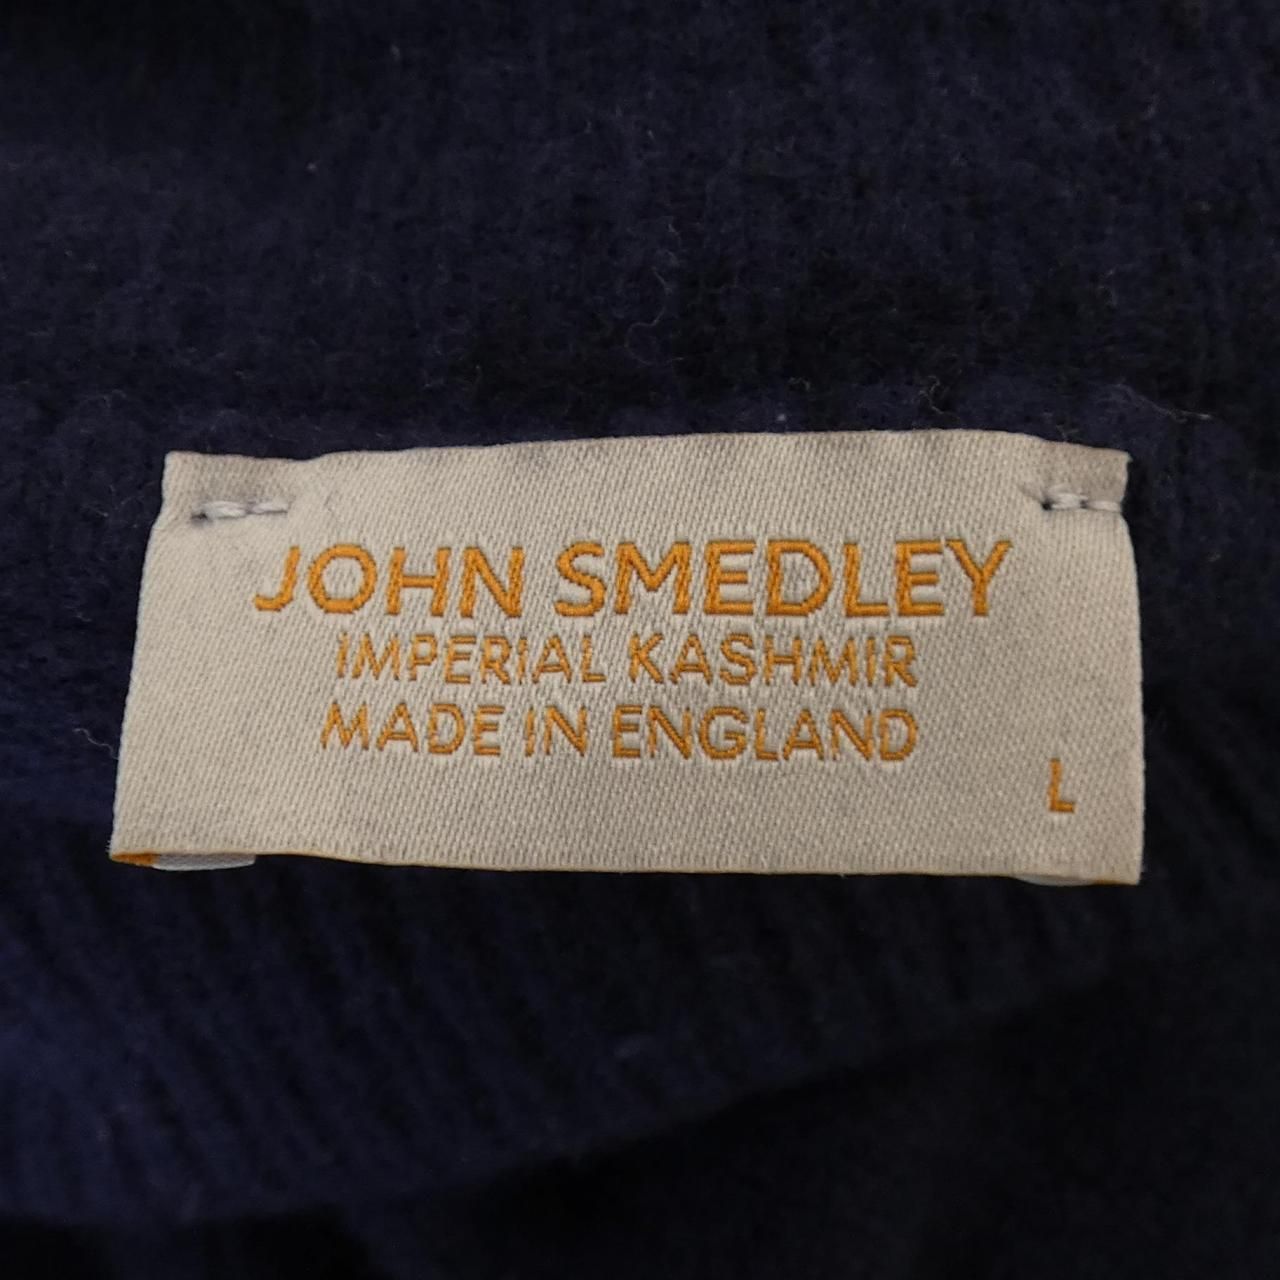 JOHN SMEDLEY
IMPERIAL KASHMIR
MADE IN ENGLAND
L